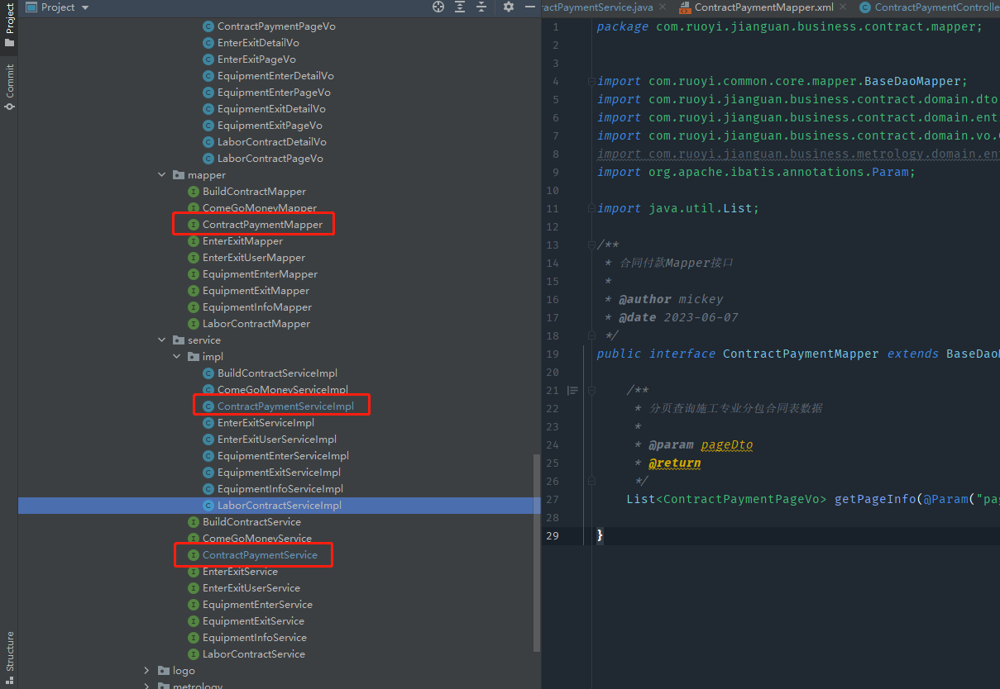 Project
Commit
Structure
Project
ContractPaymentPageVo
EnterExitDetailVo
EnterExitPageVo
EquipmentEnterDetailVo
EquipmentEnterPageVo
EquipmentExitDetailVo
EquipmentExitPageVo
LaborContractDetailVo
LaborContractPageVo
mapper
BuildContractMapper
ComeGoMoneyMapper
ContractPaymentMapper
EnterExitMapper
EnterExitUserMapper
EquipmentEnterMapper
EquipmentExitMapper
EquipmentInfoMapper
LaborContractMapper
service
impl
BuildContractServiceImpl
ComeGoMoneyServiceImpl
ContractPaymentServiceImpl
EnterExitServiceImpl
EnterExitUserServiceImpl
EquipmentEnterServiceImpl
EquipmentExitServiceImpl
EquipmentInfoServiceImpl
LaborContractServiceImpl
BuildContractService
ComeGoMoneyService
ContractPaymentService
EnterExitService
EnterExitUserService
EquipmentEnterService
EquipmentExitService
EquipmentInfoService
LaborContractService
logo
metrology
ractPaymentService.java ContractPaymentMapper.xml ContractPaymentControlle
1 package com.ruoyi.jianguan.business.contract.mapper;
2
3
4 import com.ruoyi.common.core.mapper.BaseDaoMapper;
5 import com.ruoyi.jianguan.business.contract.domain.dto
6 import com.ruoyi.jianguan.business.contract.domain.ent
7 import com.ruoyi.jianguan.business.contract.domain.vo.
8 import com.ruoyi.jianguan.business.metrology.domain.en
9 import org.apache.ibatis.annotations.Param;
10
11 import java.util.List;
12
13 /**
14 * 合同付款Mapper接口
15 *
16 * @author mickey
17 * @date 2023-06-07
18 */
19 public interface ContractPaymentMapper extends BaseDao
20
21 /**
22 * 分页查询施工专业分包合同表数据
23 *
24 * @param pageDto
25 * @return
26 */
27 List<ContractPaymentPageVo> getPageInfo(@Param("pag
28
29 }